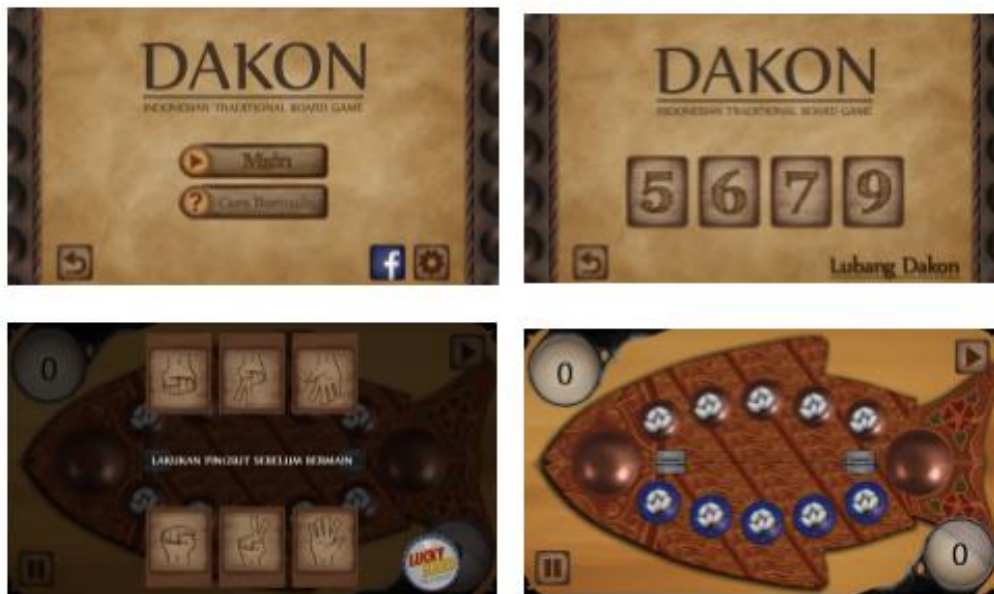 DAKON
INDONESIAN TRADITIONAL BOARD GAME
Main
Cara Bermain
f
DAKON
INDONESIAN TRADITIONAL BOARD GAME
5 6 7 9
Lubang Dakon
0
LAKUKAN PINGSUT SEBELUM BERMAIN
LUCKY
0
0